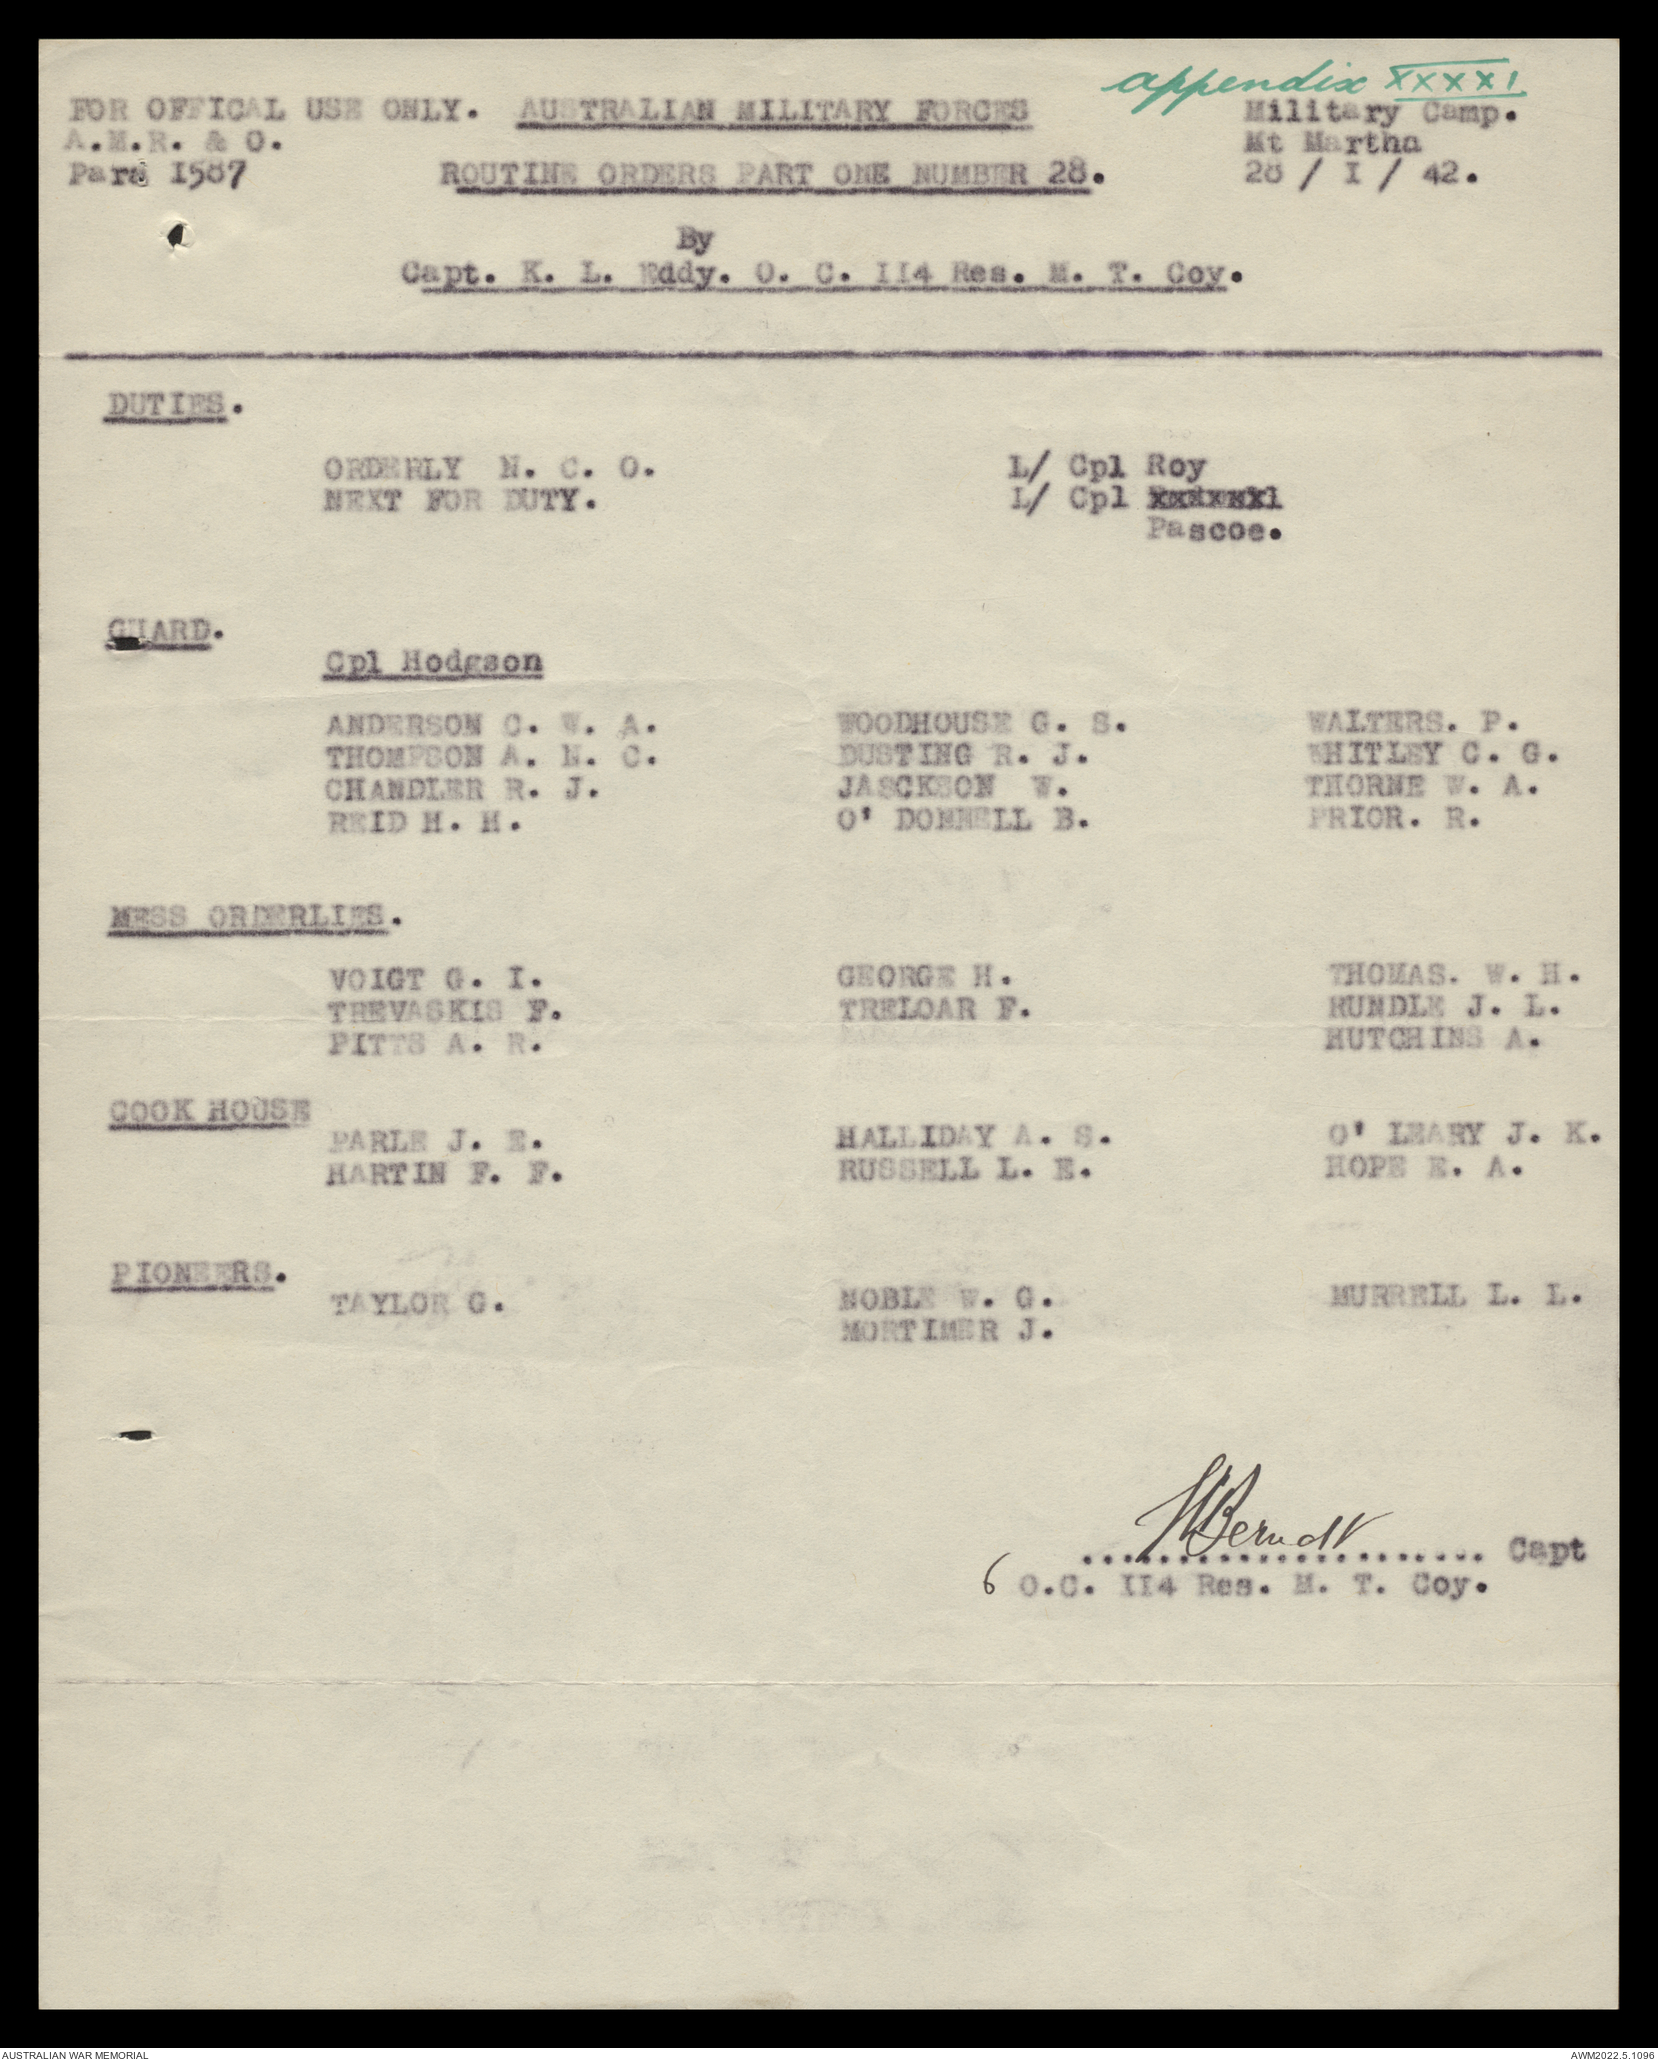 appendix XXXXI
FOR OFFICAL USE ONLY. AUSTRALIAN MILITARY FORCES Military Camp.
A.M.R. & O. Mt Martha
Para 1587 ROUTINE ORDERS PART ONE NUMBER 28. 28 / I / 42.
By
Capt. K. L. Eddy. O. C. II4 Res. M. T. Coy.
DUTIES.
ORDERLY N. C. O. L/ Cpl Roy
NEXT FOR DUTY. L/ Cpl
Pascoe.
GUARD.
Cpl Hodgson
ANDERSON C. W. A. WOODHOUSE G. S. WALTERS. P.
THOMPSON A. N. C. DUSTING R. J. WHITLEY C. G.
CHANDLER R. J. JASCKSON W. THORNE W. A.
REID H. H. O' DONNELL B. PRIOR. R.
MESS ORDERLIES.
VOIGT G. I. GEORGE H. THOMAS. W. H.
TREVASKIS F. TRELOAR F. RUNDLE J. L.
PITTS A. R. HUTCHINS A.
COOK HOUSE
PARLE J. E. HALLIDAY A. S. O' LEARY J. K.
HARTIN F. F. RUSSELL L. E. HOPE E. A.
PIONEERS.
TAYLOR G. NOBLE W. G. MURRELL L. L.
MORTIMER J.
Berndt
...................... Capt
O.C. II4 Res. M. T. Coy.
AUSTRALIAN WAR MEMORIAL AWM2022.5.1096